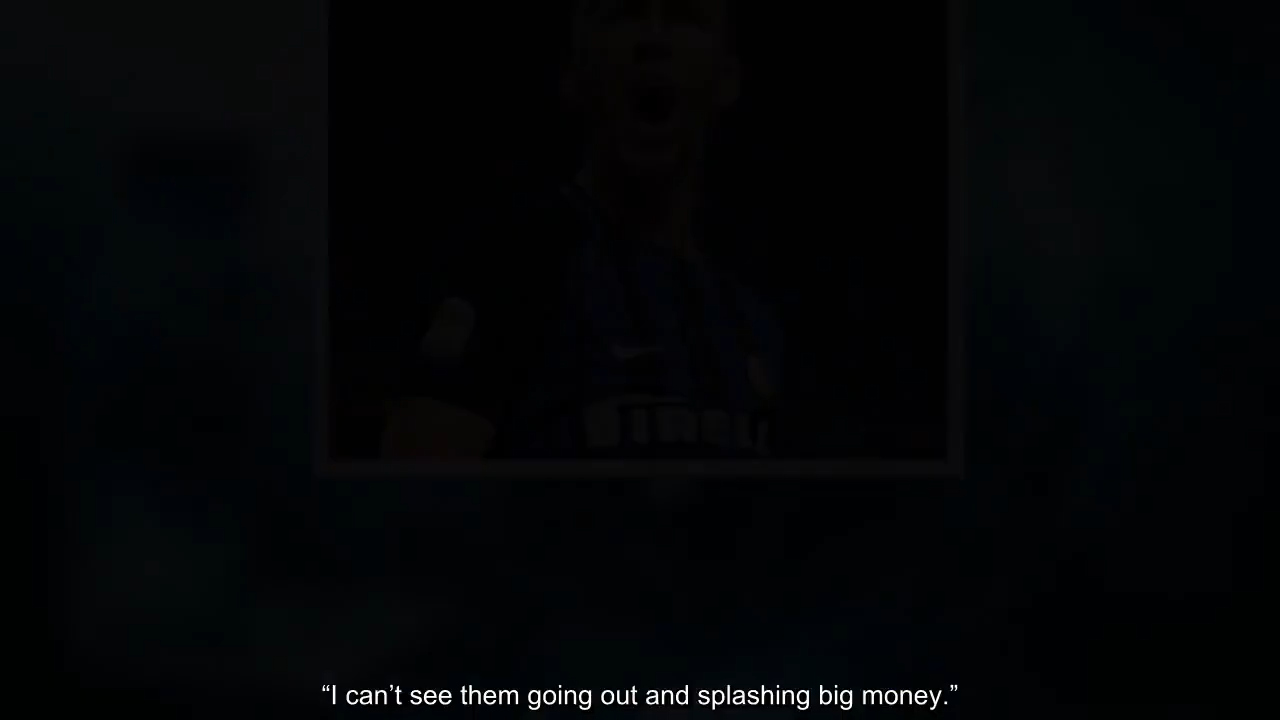 “I can’t see them going out and splashing big money.”